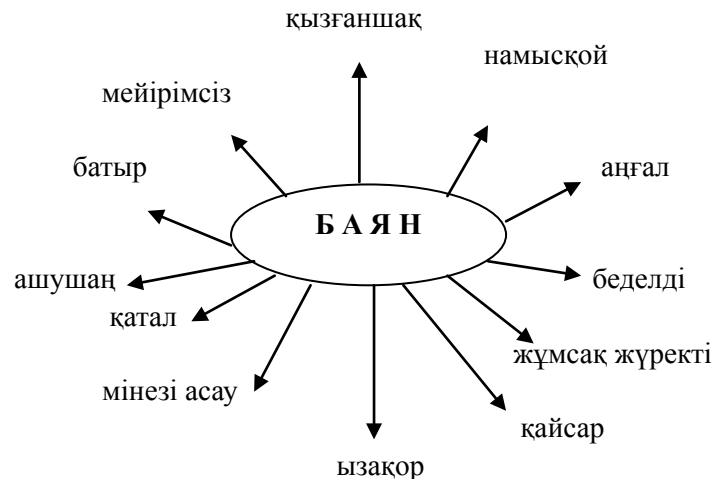 қызғаншақ
намысқой
мейірімсіз
батыр
аңғал
Б А Я Н
ашушаң
беделді
қатал
жұмсақ жүректі
мінезі асау
қайсар
ызақор